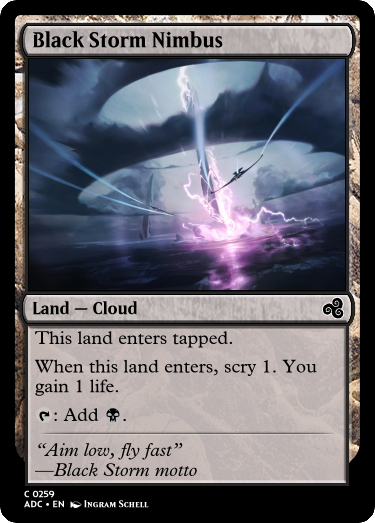 Black Storm Nimbus
Land — Cloud
This land enters tapped.
When this land enters, scry 1. You
gain 1 life.
: Add .
“Aim low, fly fast”
—Black Storm motto
C 0259
ADC • EN Ingram Schell